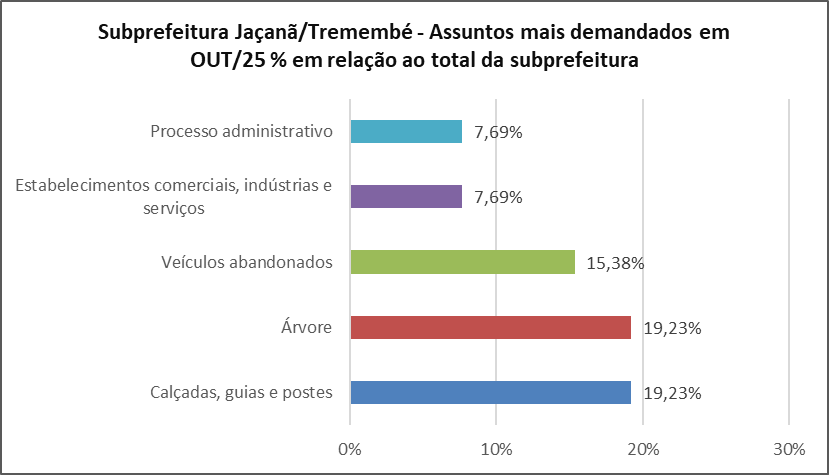 Subprefeitura Jaçanã/Tremembé - Assuntos mais demandados em
OUT/25 % em relação ao total da subprefeitura
Processo administrativo
7,69%
Estabelecimentos comerciais, indústrias e
serviços
7,69%
Veículos abandonados
15,38%
Árvore
19,23%
Calçadas, guias e postes
19,23%
0%
10%
20%
30%